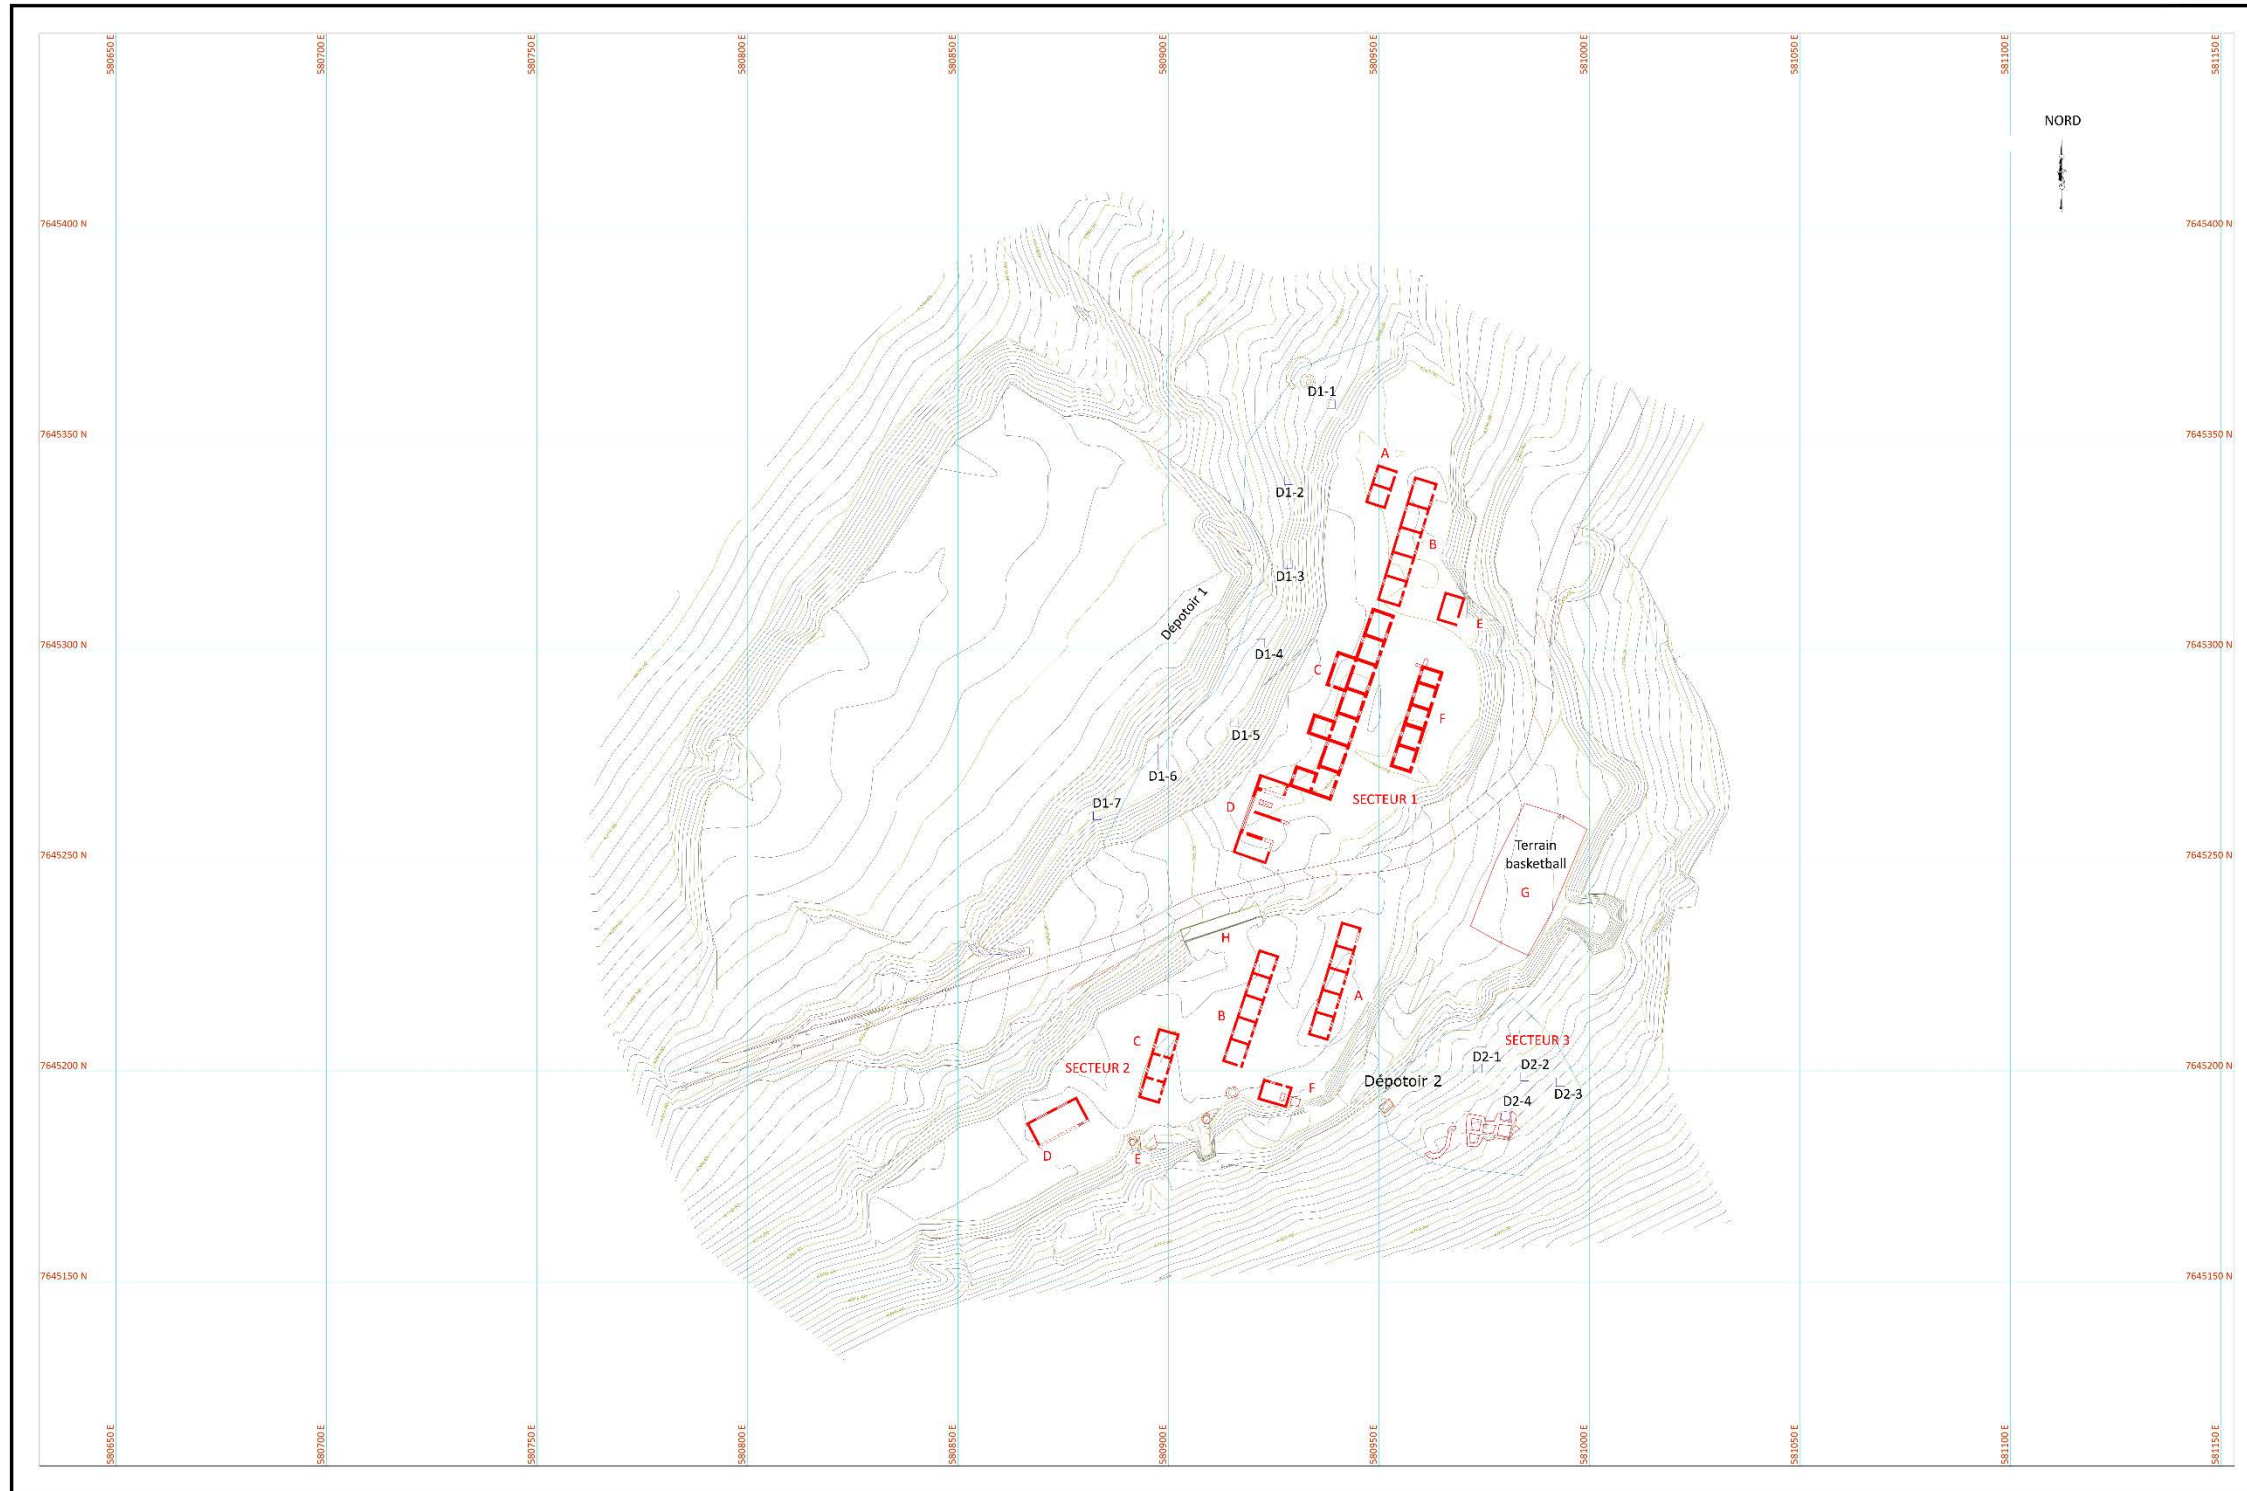 580650 E
580700 E
580750 E
580800 E
580850 E
580900 E
580950 E
581000 E
581050 E
581100 E
581150 E
NORD
7645400 N
7645400 N
D1-1
7645350 N
7645350 N
A
D1-2
B
D1-3
Dépotoir 1
E
7645300 N
7645300 N
D1-4
C
F
D1-5
D1-6
D1-7
SECTEUR 1
D
Terrain
basketball
7645250 N
7645250 N
G
H
A
B
C
SECTEUR 3
D2-1
D2-2
SECTEUR 2
7645200 N
7645200 N
Dépotoir 2
F
D2-3
D2-4
D
E
7645150 N
7645150 N
580650 E
580700 E
580750 E
580800 E
580850 E
580900 E
580950 E
581000 E
581050 E
581100 E
581150 E